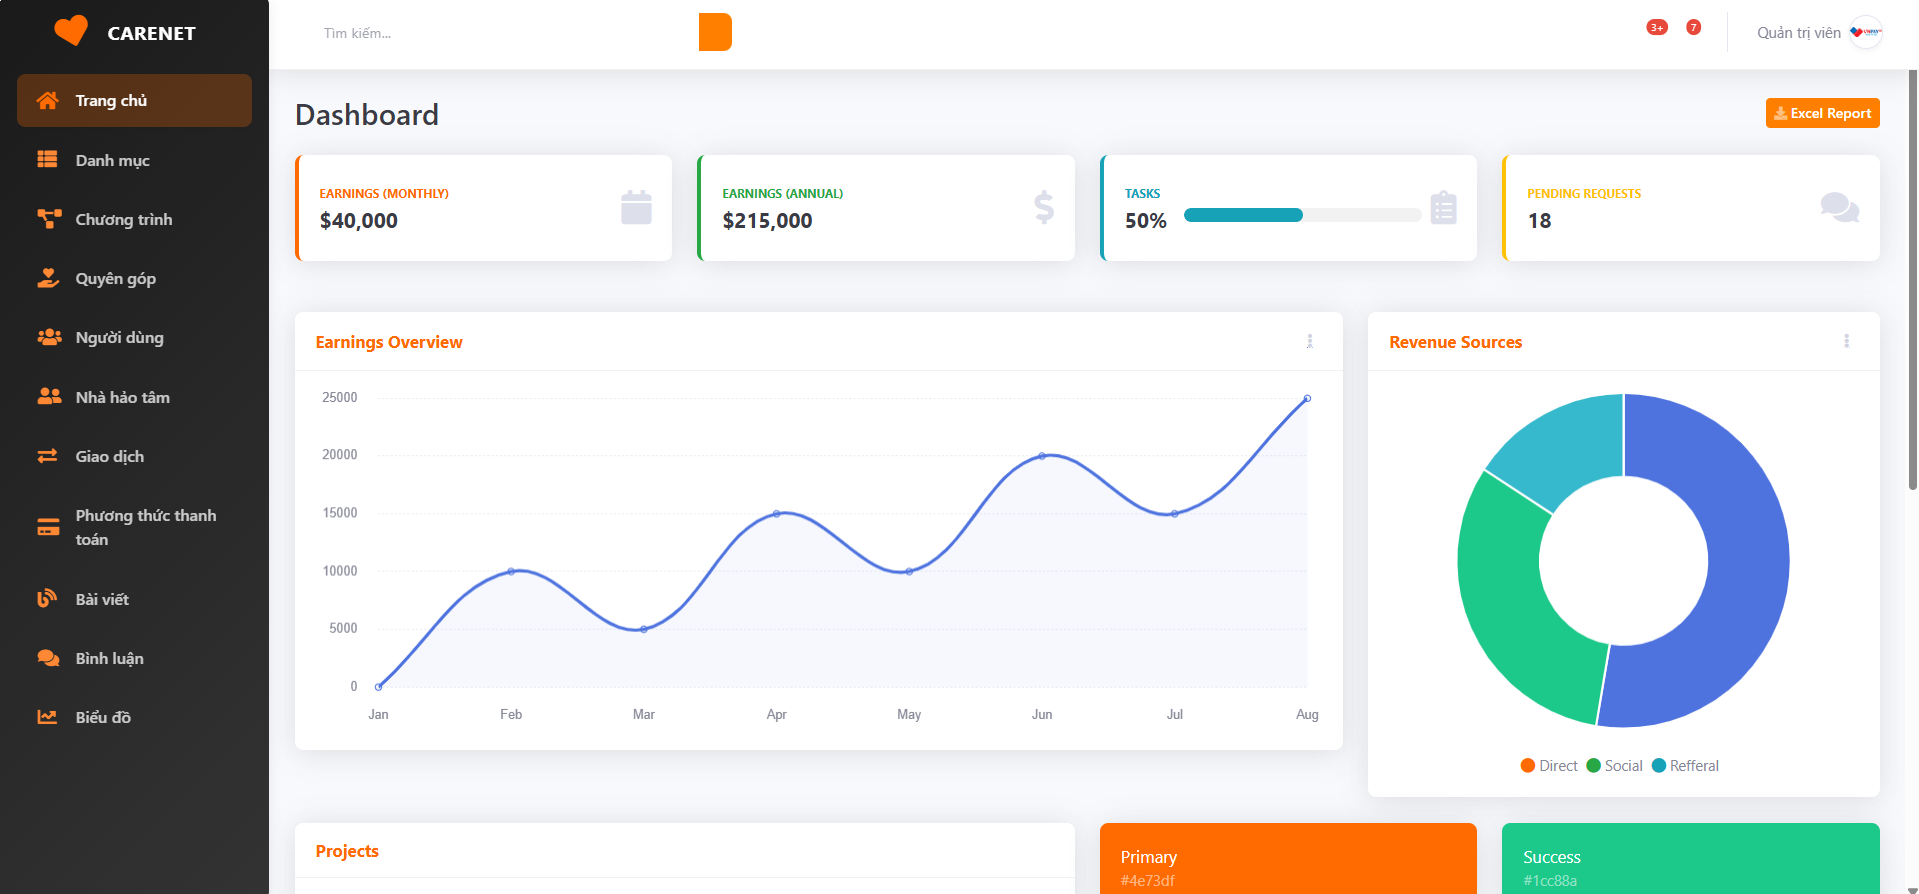 CARENET
Trang chủ
Danh mục
Chương trình
Quyên góp
Người dùng
Nhà hảo tâm
Giao dịch
Phương thức thanh
toán
Bài viết
Bình luận
Biểu đồ
Tìm kiếm...
3+
7
Quản trị viên
Dashboard
Excel Report
EARNINGS (MONTHLY)
$40,000
EARNINGS (ANNUAL)
$215,000
TASKS
50%
PENDING REQUESTS
18
Earnings Overview
25000
20000
15000
10000
5000
0
Jan Feb Mar Apr May Jun Jul Aug
Revenue Sources
Direct Social Refferal
Projects
Primary
#4e73df
Success
#1cc88a